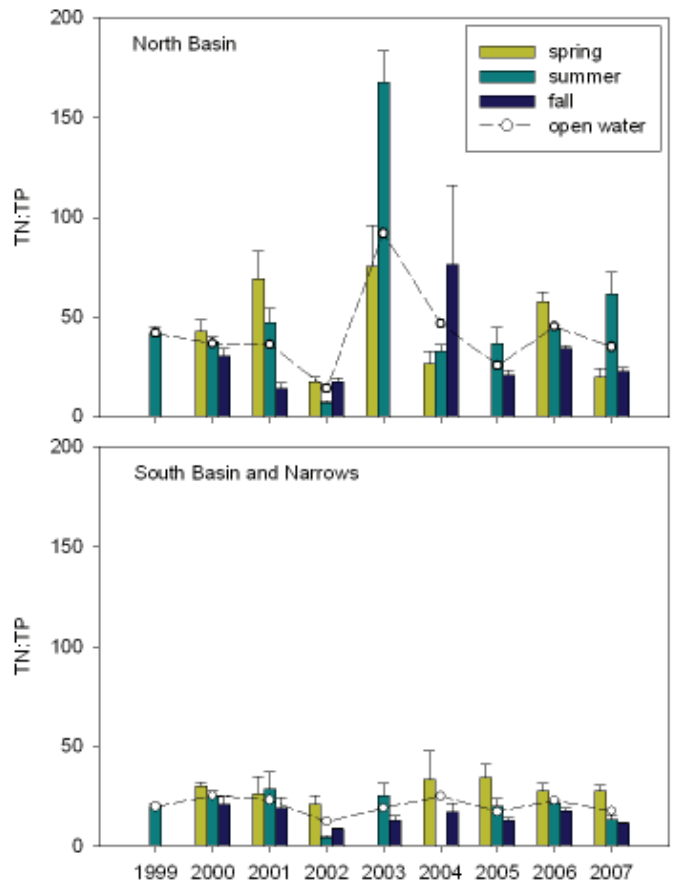 200
150
100
50
0
TN:TP
North Basin
spring
summer
fall
open water
200
150
100
50
0
TN:TP
South Basin and Narrows
1999 2000 2001 2002 2003 2004 2005 2006 2007